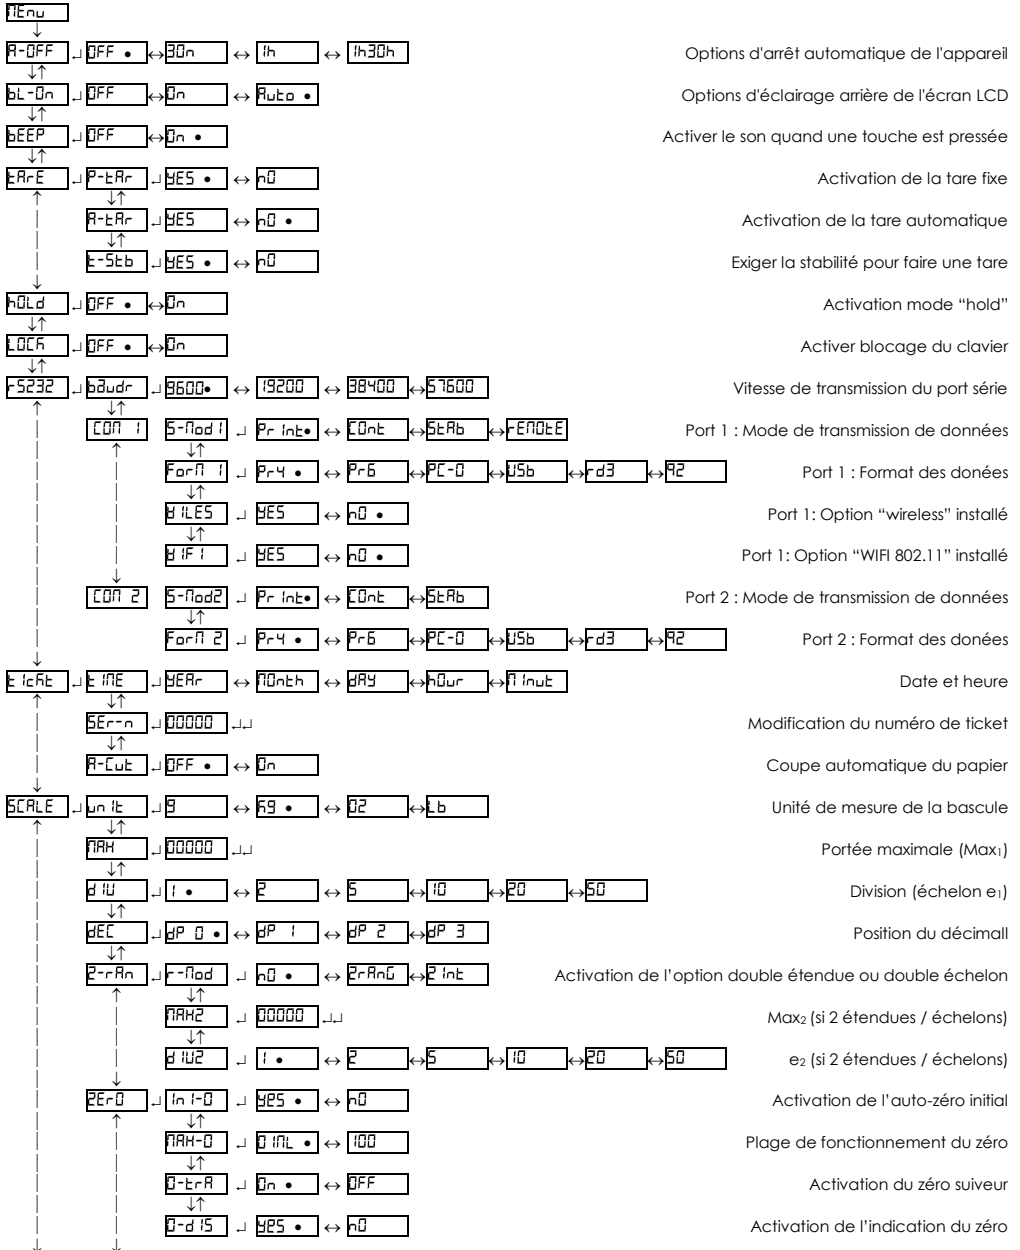 MEnu
A-OFF ↵ OFF • ↔ 30n ↔ 1h ↔ 1h30h Options d'arrêt automatique de l'appareil
bL-On ↵ OFF ↔ On ↔ Auto • Options d'éclairage arrière de l'écran LCD
bEEP ↵ OFF ↔ On • Activer le son quand une touche est pressée
tArE ↵ P-tAr ↵ YES • ↔ nO Activation de la tare fixe
A-tAr ↵ YES ↔ nO • Activation de la tare automatique
t-Stb ↵ YES • ↔ nO Exiger la stabilité pour faire une tare
hOLd ↵ OFF • ↔ On Activation mode “hold”
LOCK ↵ OFF • ↔ On Activer blocage du clavier
rS232 ↵ baudr ↵ 9600• ↔ 19200 ↔ 38400 ↔ 57600 Vitesse de transmission du port série
COM 1 S-Mod1 ↵ Print• ↔ COnt ↔ StAb ↔ rEMOtE Port 1 : Mode de transmission de données
ForM 1 ↵ Pr4 • ↔ Pr6 ↔ PC-0 ↔ USb ↔ rd3 ↔ 92 Port 1 : Format des donées
WILES ↵ YES ↔ nO • Port 1: Option “wireless” installé
WIFI ↵ YES ↔ nO • Port 1: Option “WIFI 802.11” installé
COM 2 S-Mod2 ↵ Print• ↔ COnt ↔ StAb Port 2 : Mode de transmission de données
ForM 2 ↵ Pr4 • ↔ Pr6 ↔ PC-0 ↔ USb ↔ rd3 ↔ 92 Port 2 : Format des donées
tIcKt ↵ tIME ↵ YEAr ↔ MOnth ↔ dAY ↔ hOur ↔ MInut Date et heure
SEr-n ↵ 00000 ↵↵ Modification du numéro de ticket
A-Cut ↵ OFF • ↔ On Coupe automatique du papier
SCALE ↵ unIt ↵ g ↔ Kg • ↔ OZ ↔ Lb Unité de mesure de la bascule
MAX ↵ 00000 ↵↵ Portée maximale (Max₁)
dIU ↵ 1 • ↔ 2 ↔ 5 ↔ 10 ↔ 20 ↔ 50 Division (échelon e₁)
dEC ↵ dP 0 • ↔ dP 1 ↔ dP 2 ↔ dP 3 Position du décimall
2-rAn ↵ r-Mod ↵ nO • ↔ 2rAnG ↔ 2Int Activation de l’option double étendue ou double échelon
MAX2 ↵ 00000 ↵↵ Max₂ (si 2 étendues / échelons)
dIU2 ↵ 1 • ↔ 2 ↔ 5 ↔ 10 ↔ 20 ↔ 50 e₂ (si 2 étendues / échelons)
ZErO ↵ InI-0 ↵ YES • ↔ nO Activation de l’auto-zéro initial
MAX-0 ↵ OIML • ↔ 100 Plage de fonctionnement du zéro
0-trA ↵ On • ↔ OFF Activation du zéro suiveur
0-dIS ↵ YES • ↔ nO Activation de l’indication du zéro